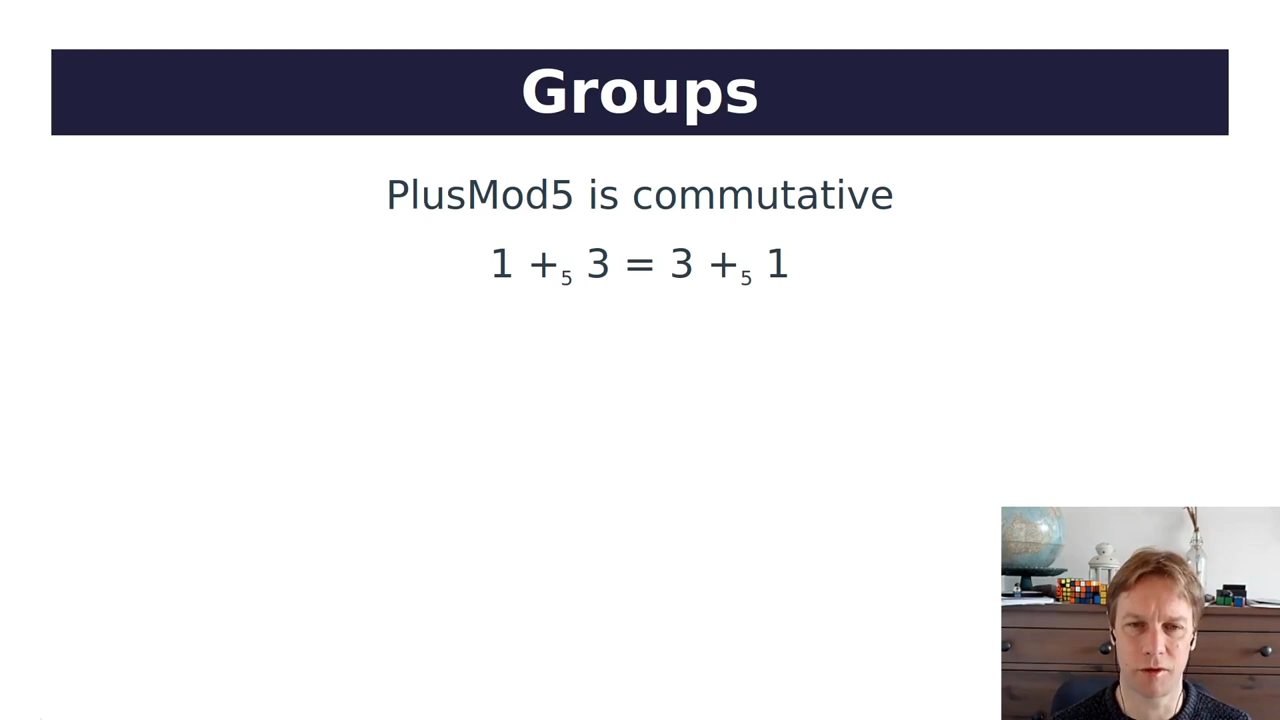 Groups
PlusMod5 is commutative
1 +₅ 3 = 3 +₅ 1